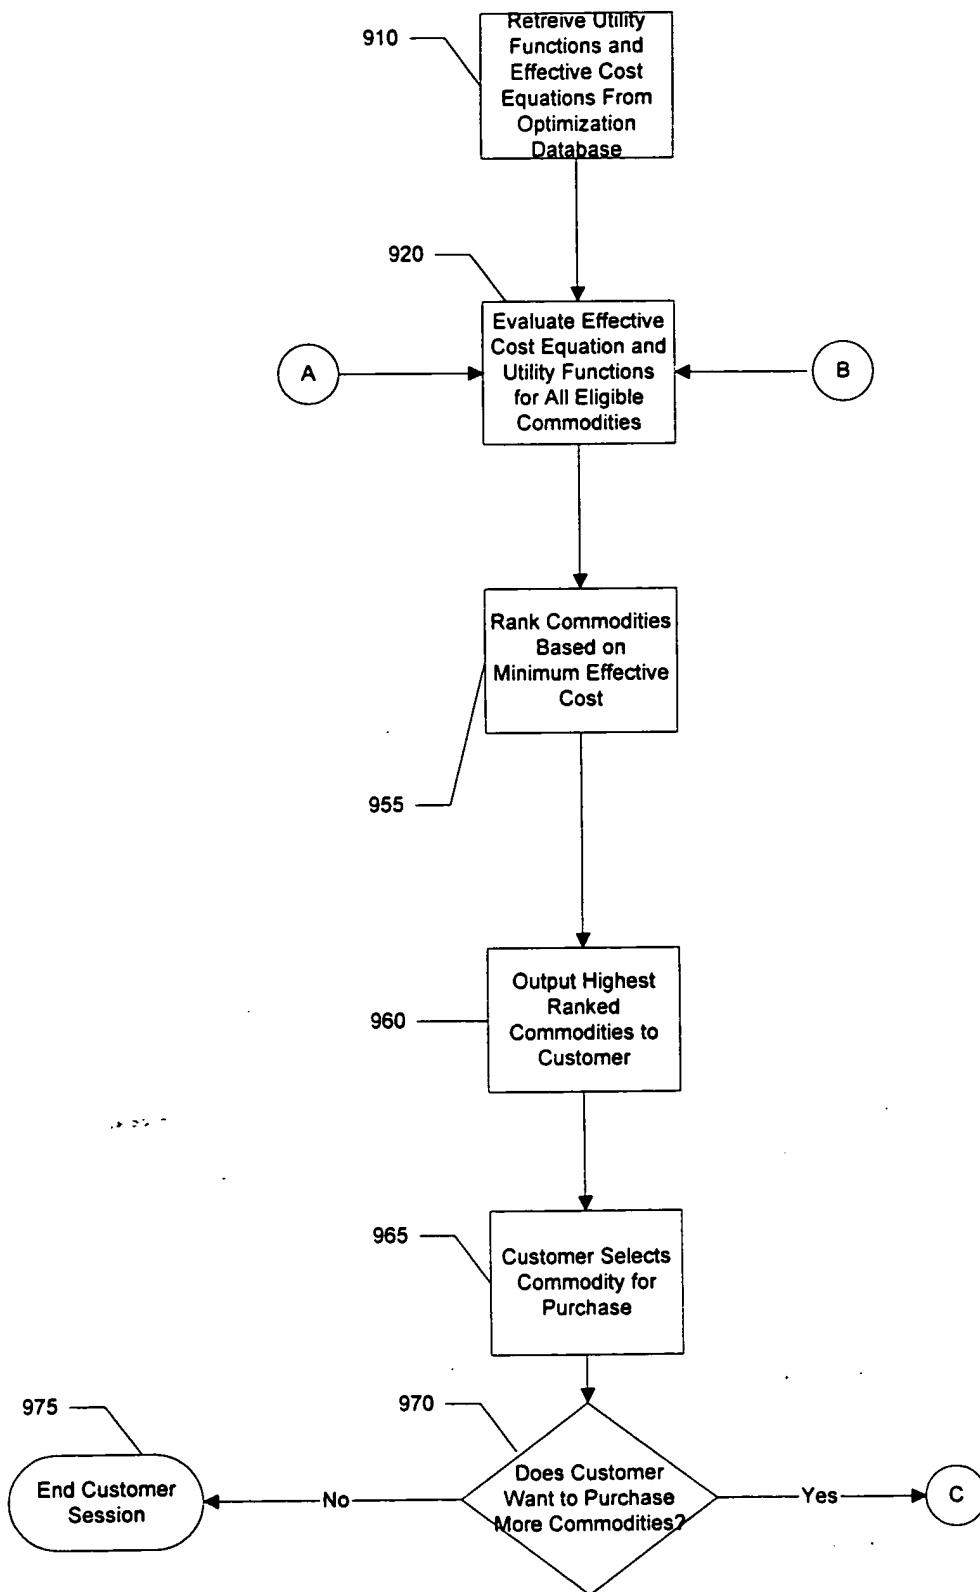 910
Retreive Utility
Functions and
Effective Cost
Equations From
Optimization
Database
920
Evaluate Effective
Cost Equation and
Utility Functions
for All Eligible
Commodities
A
B
Rank Commodities
Based on
Minimum Effective
Cost
955
Output Highest
Ranked
Commodities to
Customer
960
965
Customer Selects
Commodity for
Purchase
975
970
End Customer
Session
No
Does Customer
Want to Purchase
More Commodities?
Yes
C